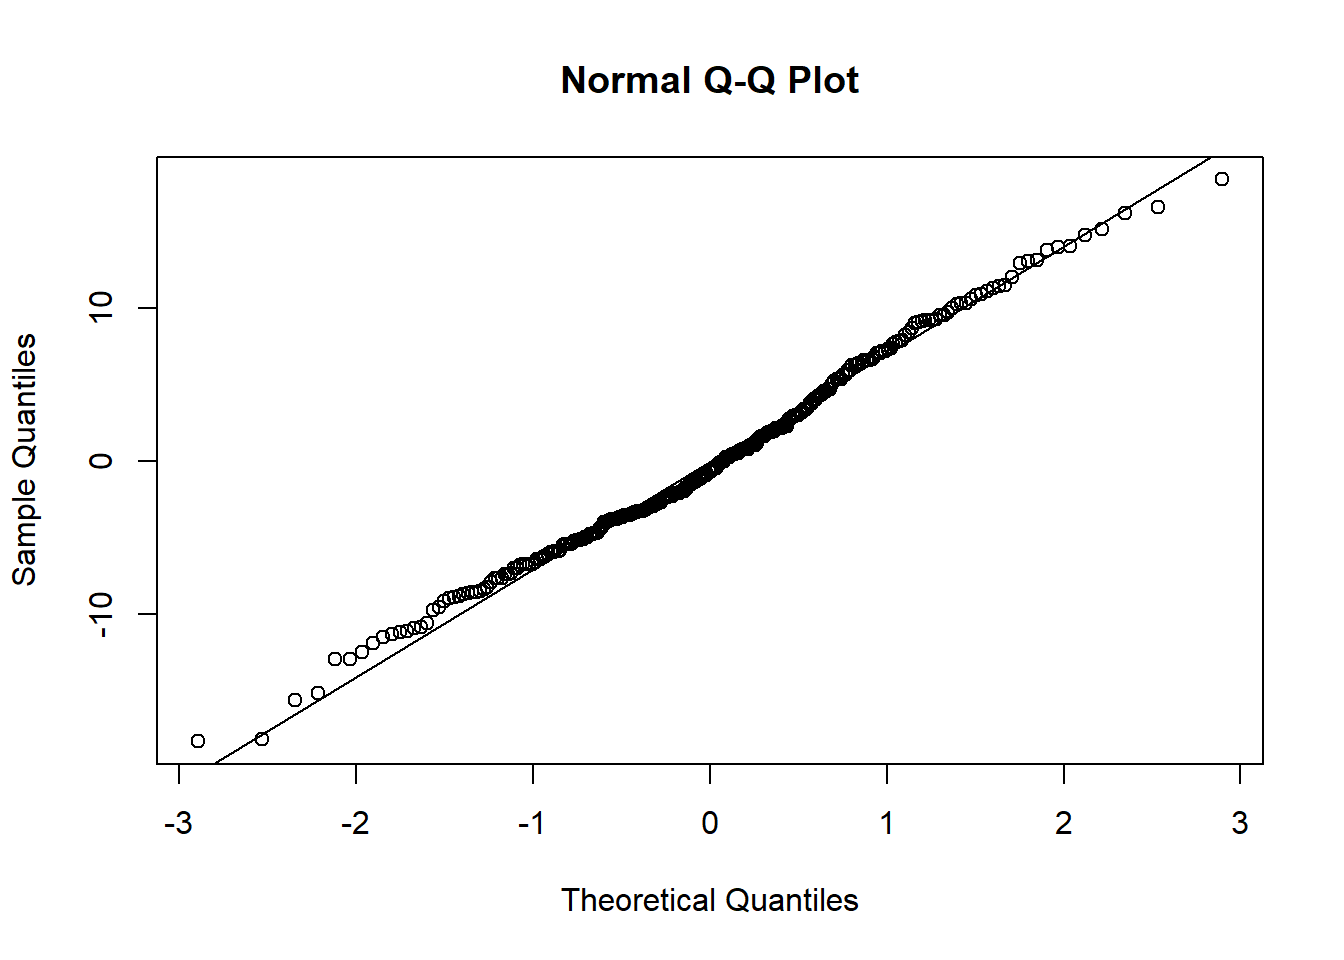 Normal Q-Q Plot
Sample Quantiles
10
0
-10
-3 -2 -1 0 1 2 3
Theoretical Quantiles